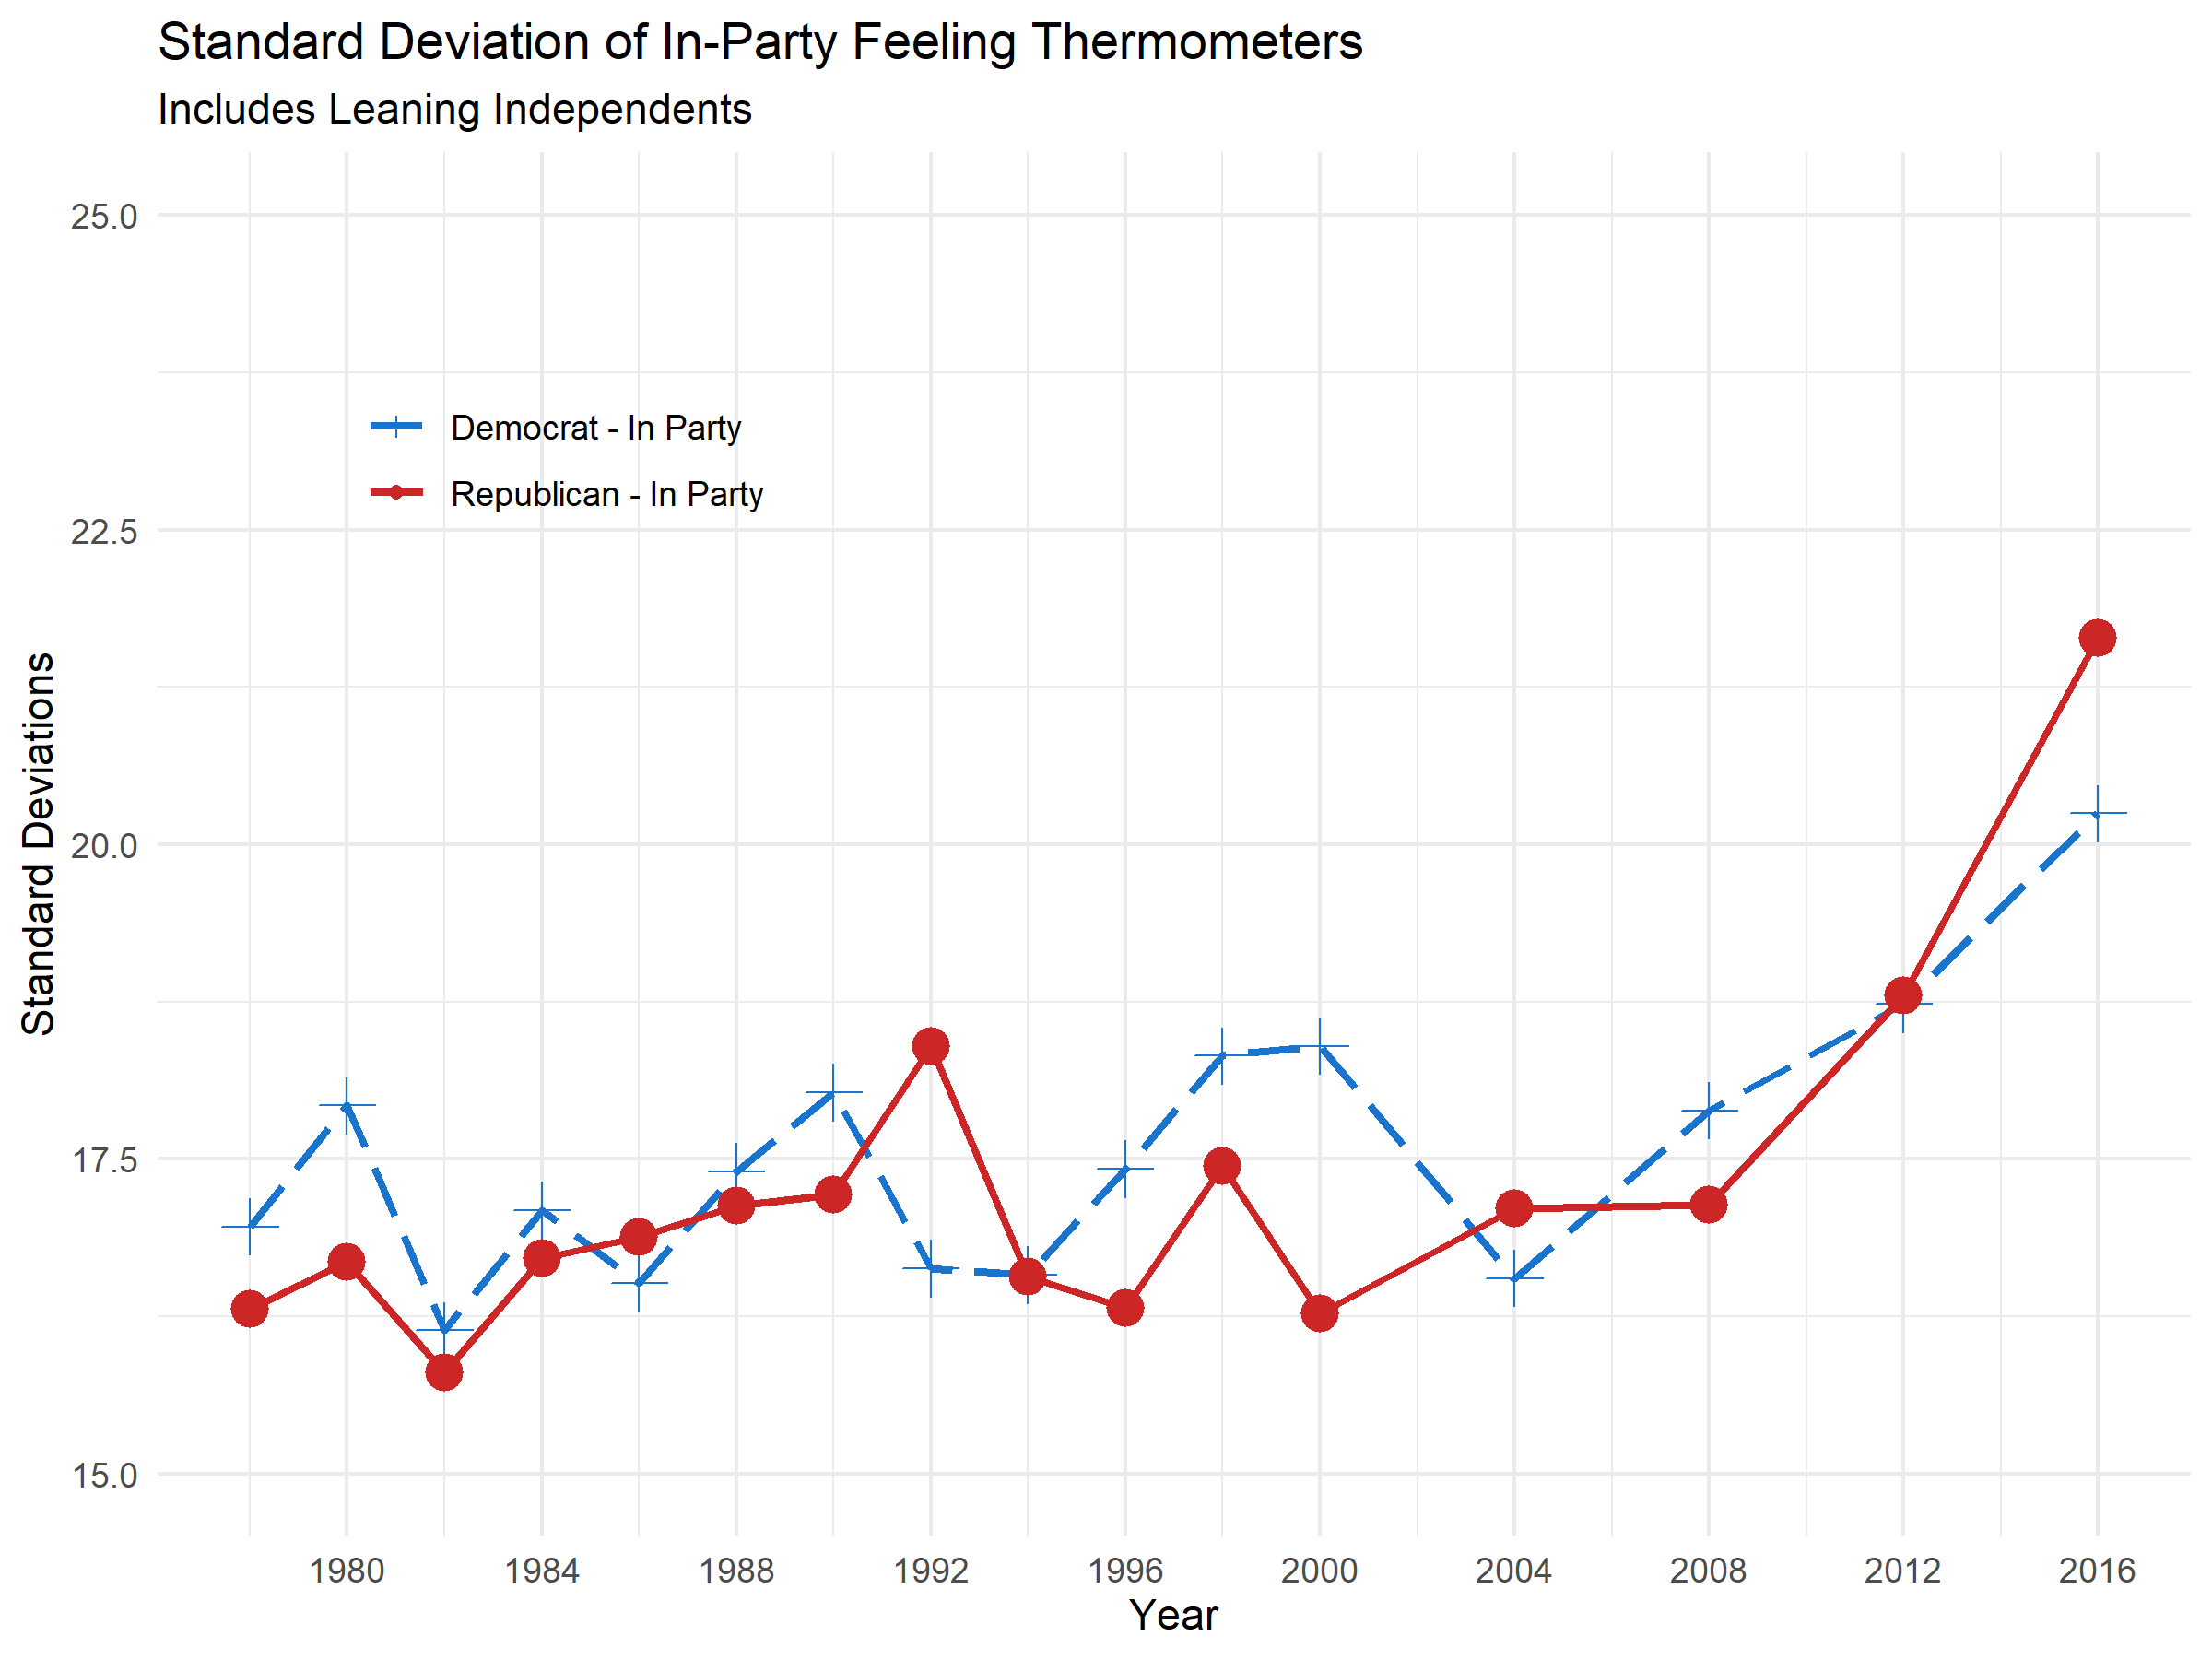 Standard Deviation of In-Party Feeling Thermometers
Includes Leaning Independents
25.0
22.5
20.0
17.5
15.0
Standard Deviations
Democrat - In Party
Republican - In Party
1980 1984 1988 1992 1996 2000 2004 2008 2012 2016
Year